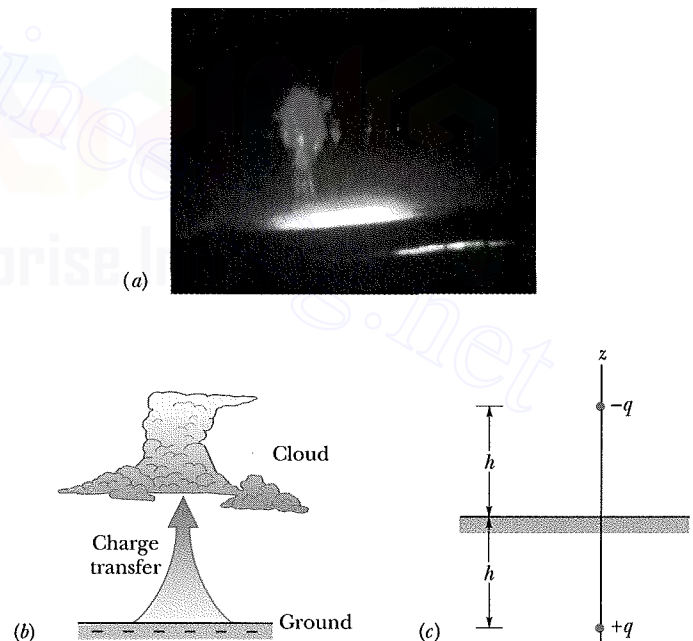 (a)
Cloud
Charge
transfer
(b)
Ground
z
−q
h
h
(c)
+q